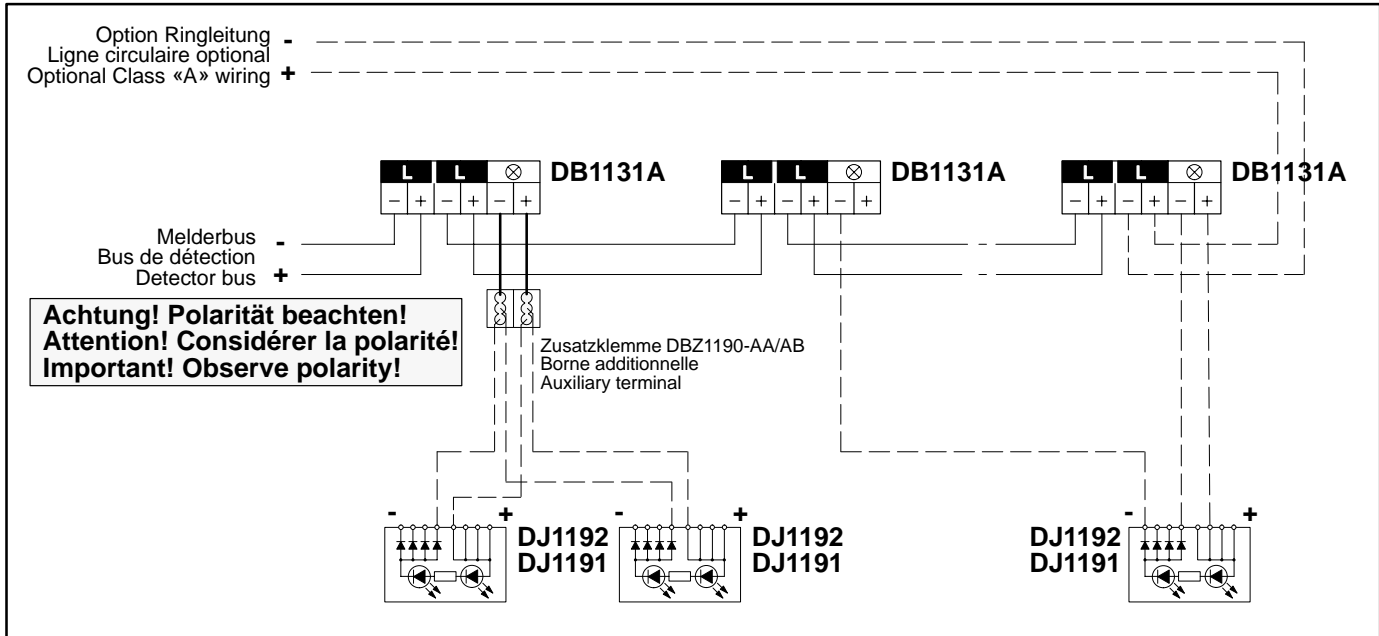 Option Ringleitung -
Ligne circulaire optional
Optional Class «A» wiring +
L L DB1131A
L L DB1131A
L L DB1131A
- + - + - +
- + - + - +
- + - + - +
Melderbus -
Bus de détection
Detector bus +
Achtung! Polarität beachten!
Attention! Considérer la polarité!
Important! Observe polarity!
Zusatzklemme DBZ1190-AA/AB
Borne additionnelle
Auxiliary terminal
- +
DJ1192
DJ1191
- +
DJ1192
DJ1191
- +
DJ1192
DJ1191